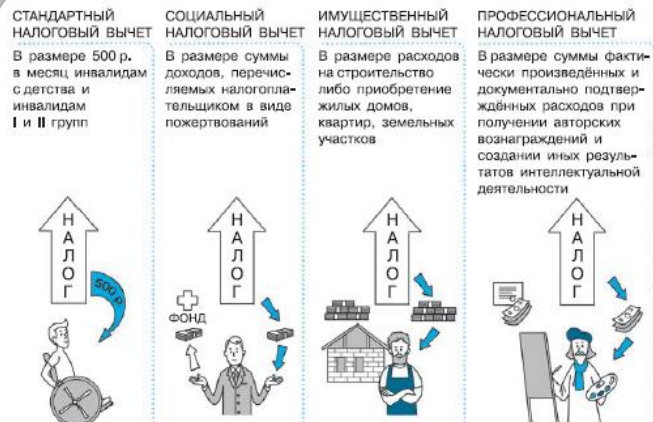 СТАНДАРТНЫЙ
НАЛОГОВЫЙ ВЫЧЕТ
В размере 500 р.
в месяц инвалидам
с детства и
инвалидам
I и II групп
НАЛОГ
500 р.
СОЦИАЛЬНЫЙ
НАЛОГОВЫЙ ВЫЧЕТ
В размере суммы
доходов, перечис-
ляемых налогопла-
тельщиком в виде
пожертвований
НАЛОГ
ФОНД
ИМУЩЕСТВЕННЫЙ
НАЛОГОВЫЙ ВЫЧЕТ
В размере расходов
на строительство
либо приобретение
жилых домов,
квартир, земельных
участков
НАЛОГ
ПРОФЕССИОНАЛЬНЫЙ
НАЛОГОВЫЙ ВЫЧЕТ
В размере суммы факти-
чески произведённых и
документально подтвер-
ждённых расходов при
получении авторских
вознаграждений и
создании иных резуль-
татов интеллектуальной
деятельности
НАЛОГ